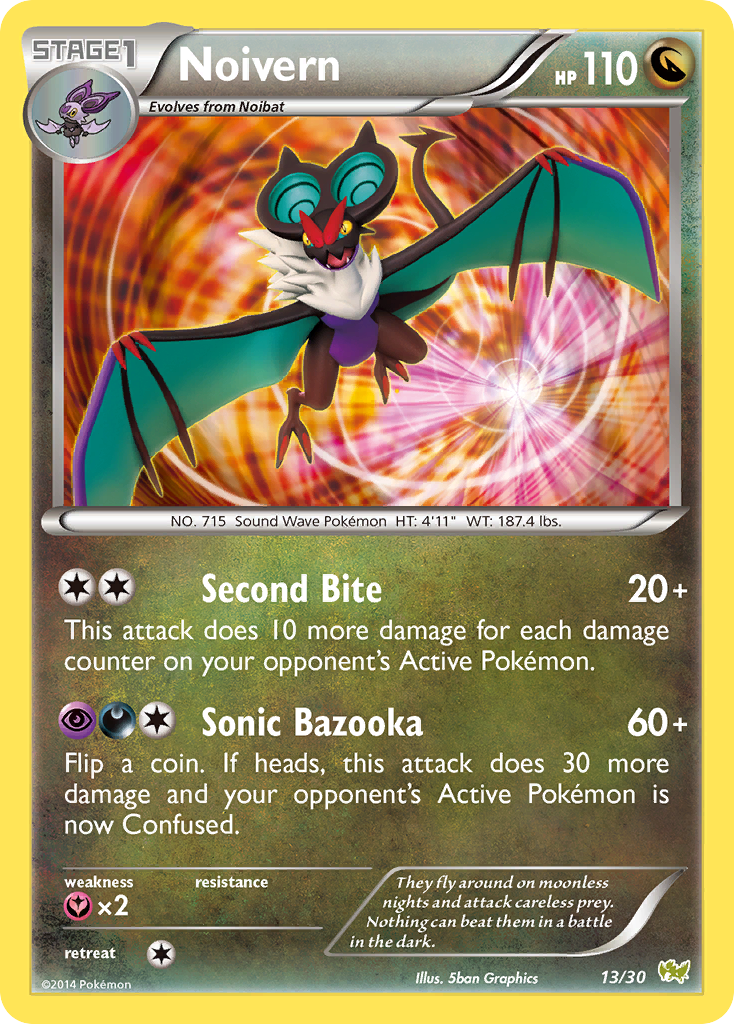 STAGE1
Noivern
HP 110
Evolves from Noibat
NO. 715 Sound Wave Pokémon HT: 4'11" WT: 187.4 lbs.
Second Bite 20+
This attack does 10 more damage for each damage
counter on your opponent's Active Pokémon.
Sonic Bazooka 60+
Flip a coin. If heads, this attack does 30 more
damage and your opponent's Active Pokémon is
now Confused.
weakness resistance
×2
retreat
They fly around on moonless
nights and attack careless prey.
Nothing can beat them in a battle
in the dark.
©2014 Pokémon
Illus. 5ban Graphics
13/30